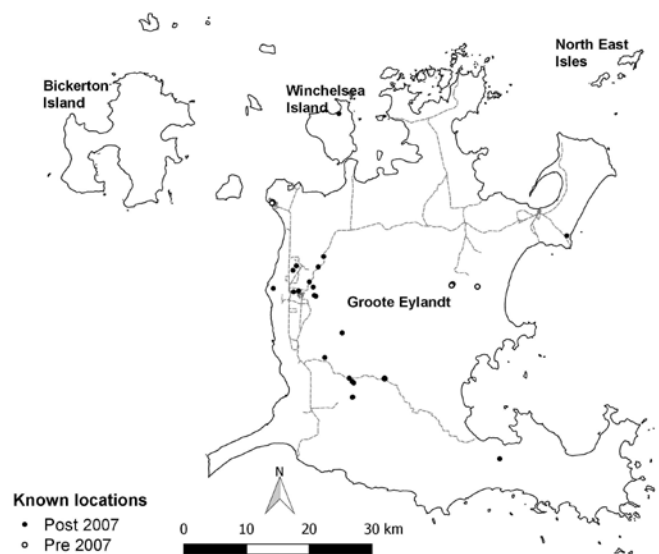 North East
Isles
Bickerton
Island
Winchelsea
Island
Groote Eylandt
N
Known locations
Post 2007
Pre 2007
0 10 20 30 km